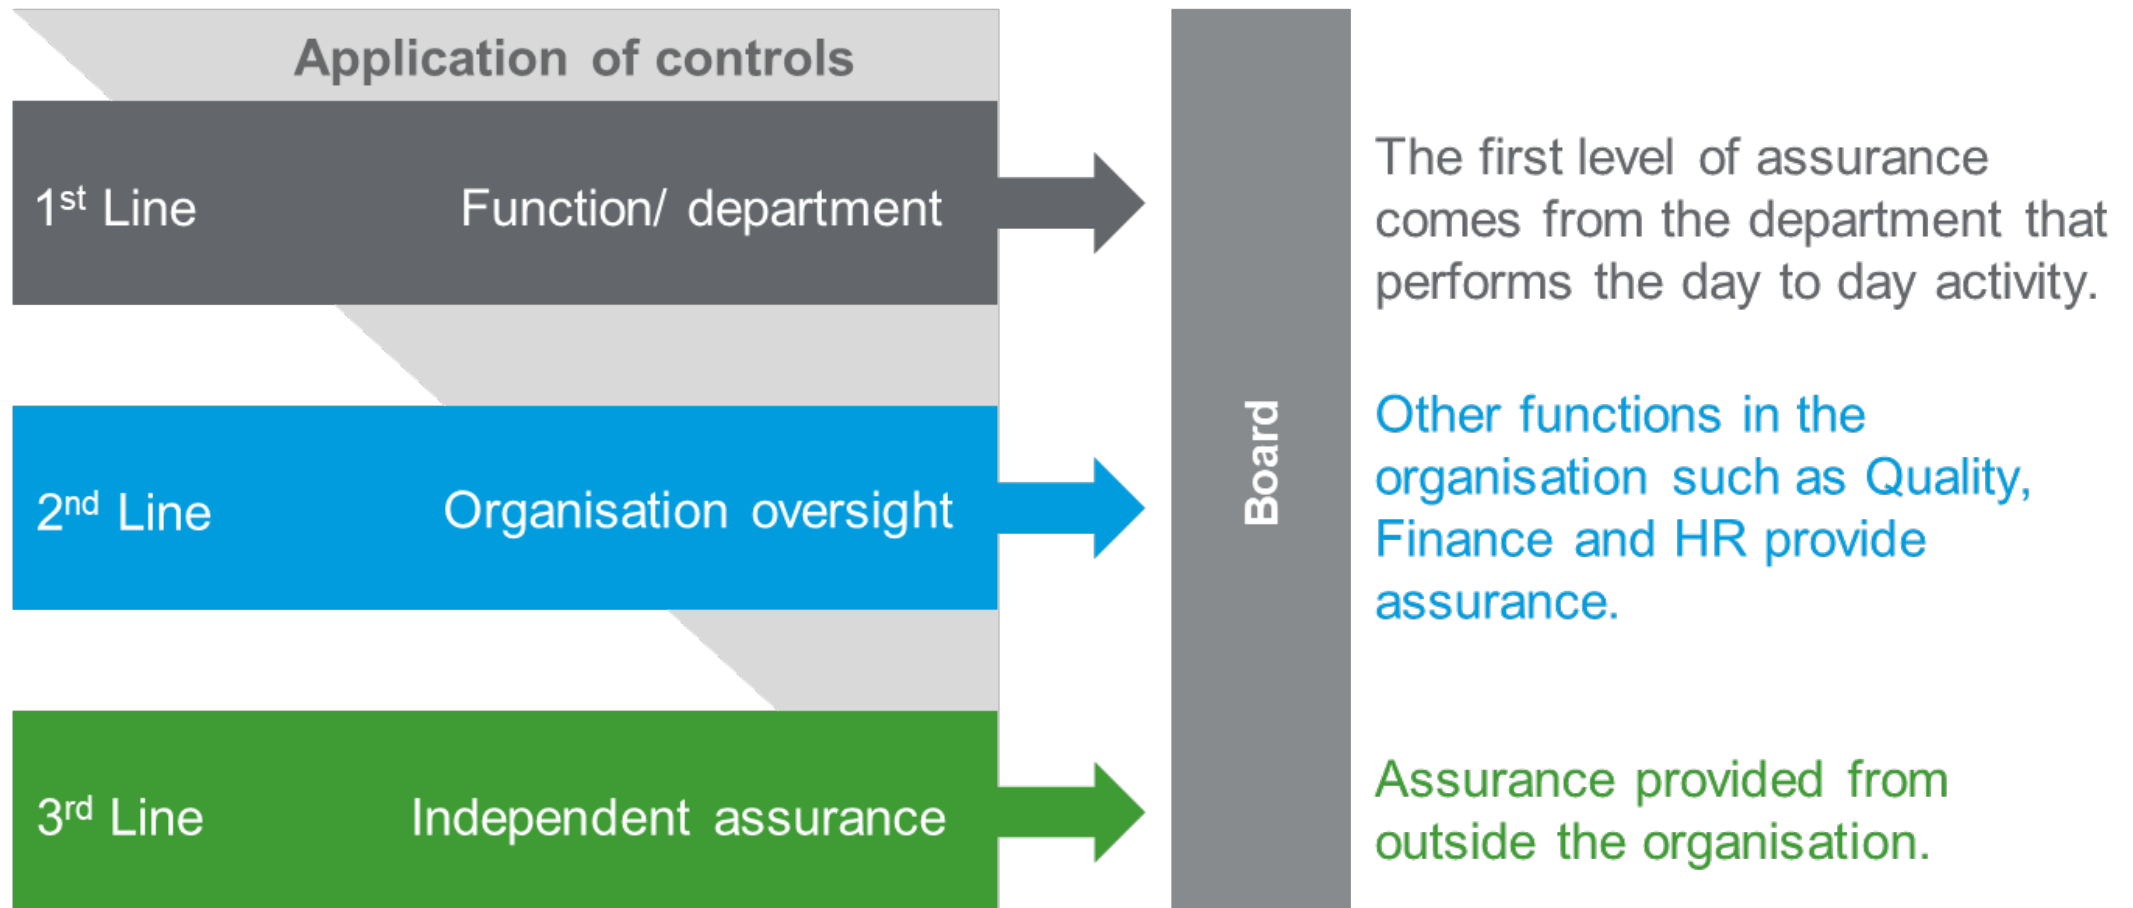 Application of controls
1st Line
Function/ department
The first level of assurance
comes from the department that
performs the day to day activity.
2nd Line
Organisation oversight
Board
Other functions in the
organisation such as Quality,
Finance and HR provide
assurance.
3rd Line
Independent assurance
Assurance provided from
outside the organisation.